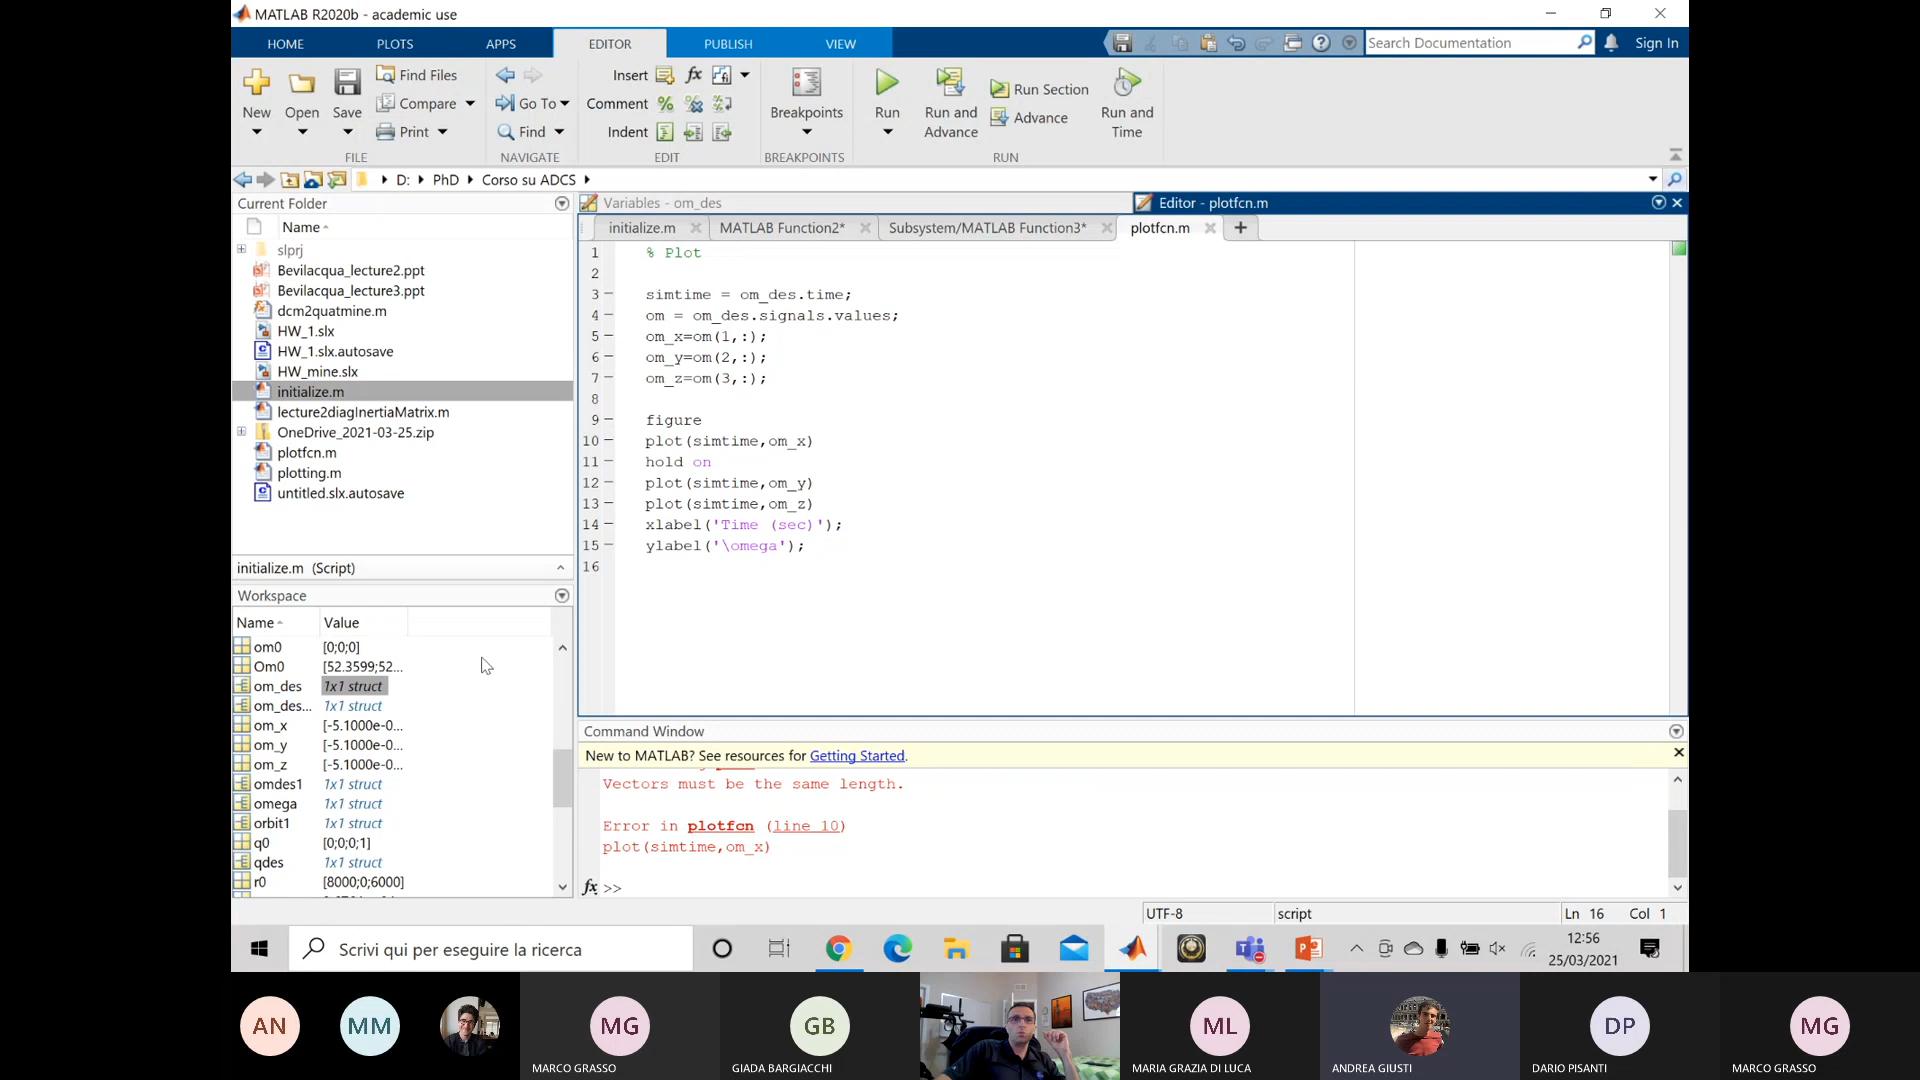 MATLAB R2020b - academic use
HOME PLOTS APPS EDITOR PUBLISH VIEW Search Documentation Sign In
New Open Save Find Files Compare Print Go To Find Insert fx Comment Indent Breakpoints Run Run and Advance Run Section Advance Run and Time
FILE NAVIGATE EDIT BREAKPOINTS RUN
D: PhD Corso su ADCS
Current Folder
Name
slprj
Bevilacqua_lecture2.ppt
Bevilacqua_lecture3.ppt
dcm2quatmine.m
HW_1.slx
HW_1.slx.autosave
HW_mine.slx
initialize.m
lecture2diagInertiaMatrix.m
OneDrive_2021-03-25.zip
plotfcn.m
plotting.m
untitled.slx.autosave
initialize.m (Script)
Workspace
Name Value
om0 [0;0;0]
Om0 [52.3599;52...
om_des 1x1 struct
om_des... 1x1 struct
om_x [-5.1000e-0...
om_y [-5.1000e-0...
om_z [-5.1000e-0...
omdes1 1x1 struct
omega 1x1 struct
orbit1 1x1 struct
q0 [0;0;0;1]
qdes 1x1 struct
r0 [8000;0;6000]
Variables - om_des
Editor - plotfcn.m
initialize.m MATLAB Function2* Subsystem/MATLAB Function3* plotfcn.m
1 % Plot
2
3 simtime = om_des.time;
4 om = om_des.signals.values;
5 om_x=om(1,:);
6 om_y=om(2,:);
7 om_z=om(3,:);
8
9 figure
10 plot(simtime,om_x)
11 hold on
12 plot(simtime,om_y)
13 plot(simtime,om_z)
14 xlabel('Time (sec)');
15 ylabel('\omega');
16
Command Window
New to MATLAB? See resources for Getting Started.
Vectors must be the same length.
Error in plotfcn (line 10)
plot(simtime,om_x)
fx >>
UTF-8 script Ln 16 Col 1
Scrivi qui per eseguire la ricerca
12:56
25/03/2021
AN MM MG GB ML DP MG
MARCO GRASSO GIADA BARGIACCHI MARIA GRAZIA DI LUCA ANDREA GIUSTI DARIO PISANTI MARCO GRASSO